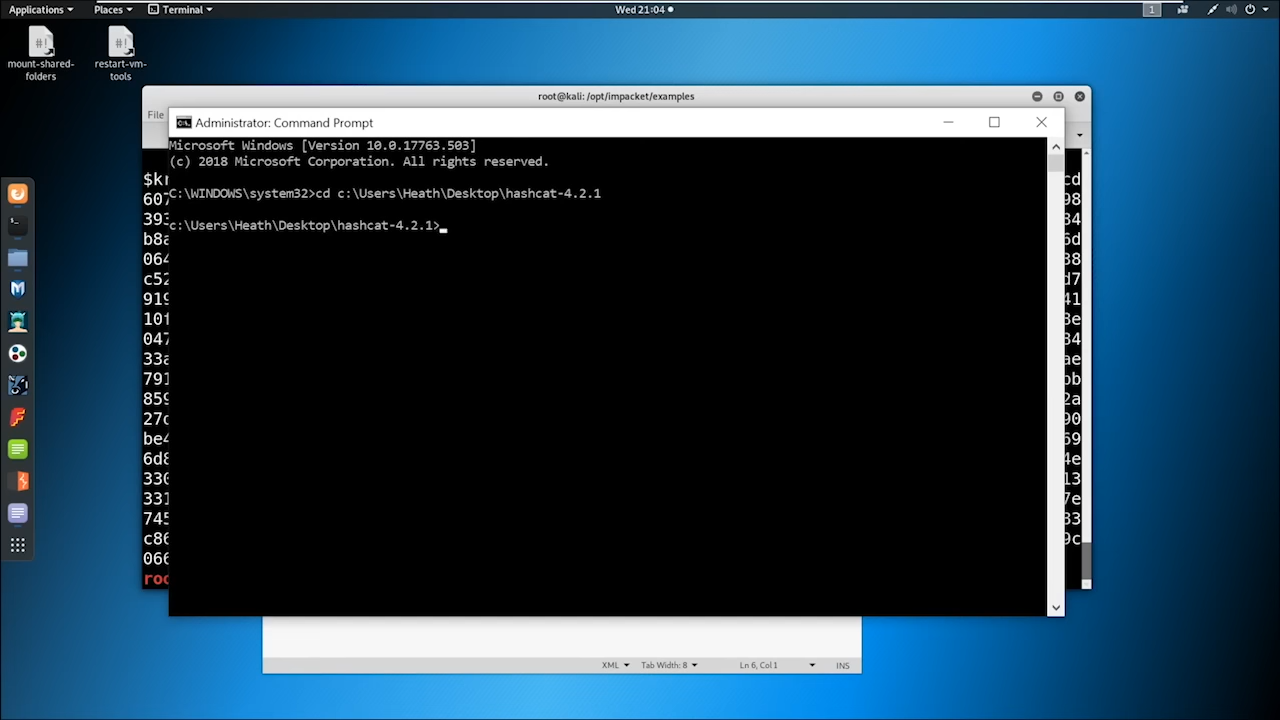 Applications Places Terminal Wed 21:04 1
mount-shared-folders
restart-vm-tools
root@kali: /opt/impacket/examples
File
Administrator: Command Prompt
Microsoft Windows [Version 10.0.17763.503]
(c) 2018 Microsoft Corporation. All rights reserved.
C:\WINDOWS\system32>cd c:\Users\Heath\Desktop\hashcat-4.2.1
c:\Users\Heath\Desktop\hashcat-4.2.1>
$kr cd
607 98
393 34
b8a 6d
064 38
c52 d7
919 41
10f 8e
047 84
33a ae
791 bb
859 2a
27c 90
be4 69
6d8 4e
330 13
331 7e
745 33
c86 9c
066
roo
XML Tab Width: 8 Ln 6, Col 1 INS